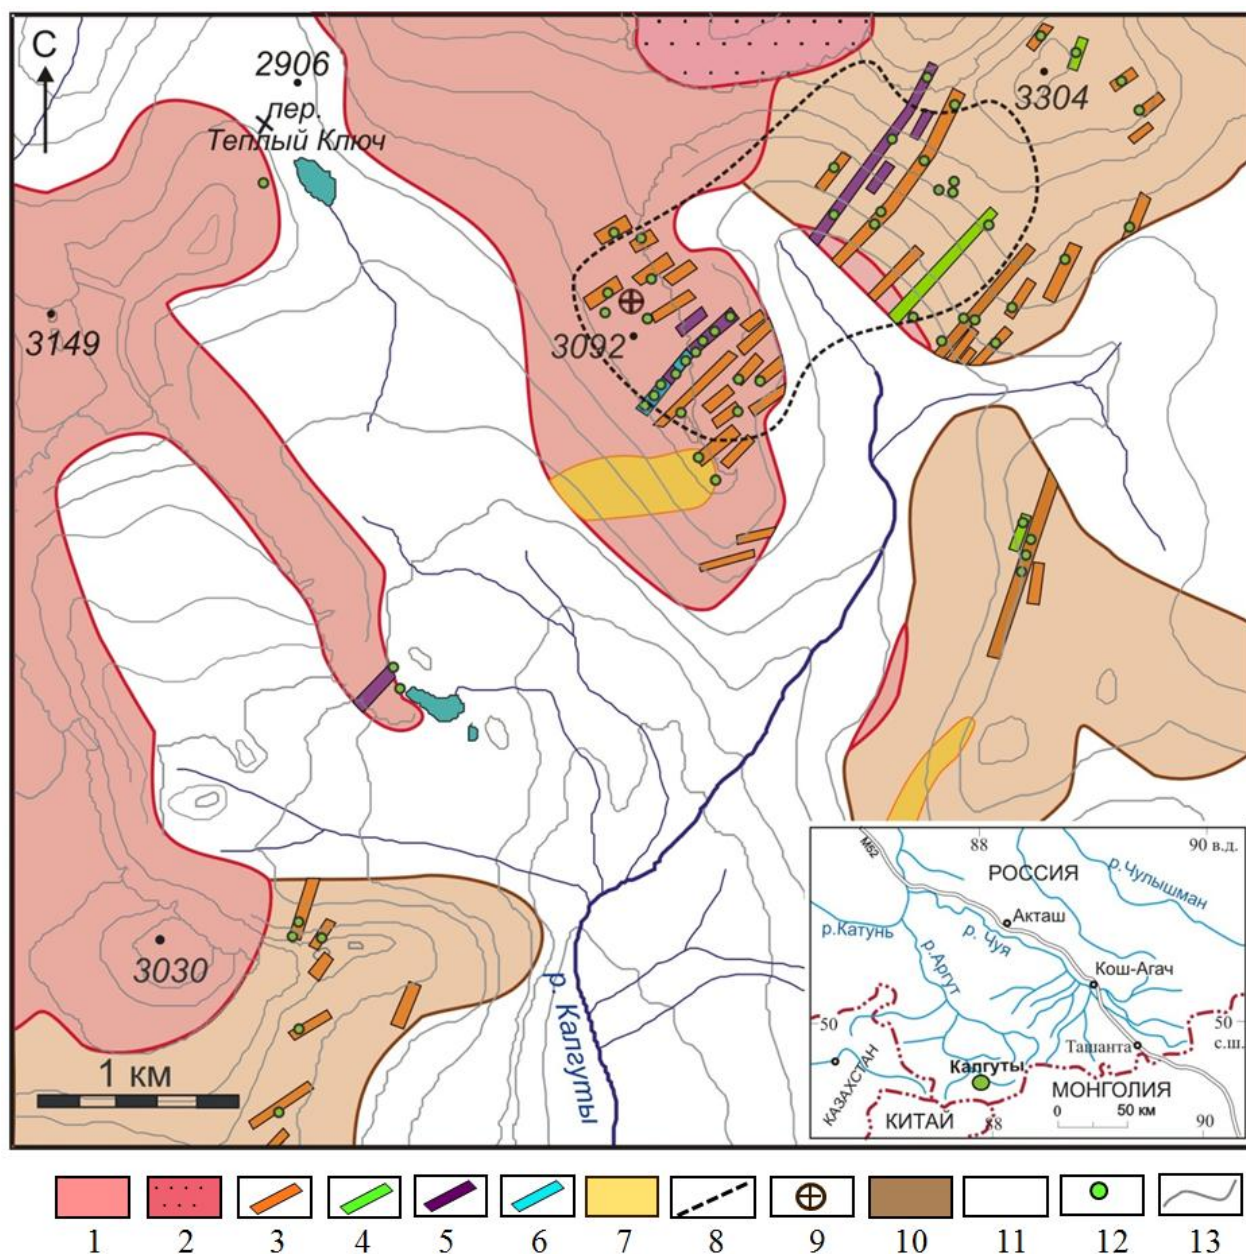 С
2906
пер.
Теплый Ключ
3304
3149
3092
3030
1 км
р. Калгуты
88
90 в.д.
М52
РОССИЯ
р.Чулышман
Акташ
р.Катунь
р. Чуя
р.Аргут
Кош-Агач
50
50
с.ш.
Ташанта
Калгуты
КАЗАХСТАН
МОНГОЛИЯ
КИТАЙ
0 50 км
88
90
1 2 3 4 5 6 7 8 9 10 11 12 13